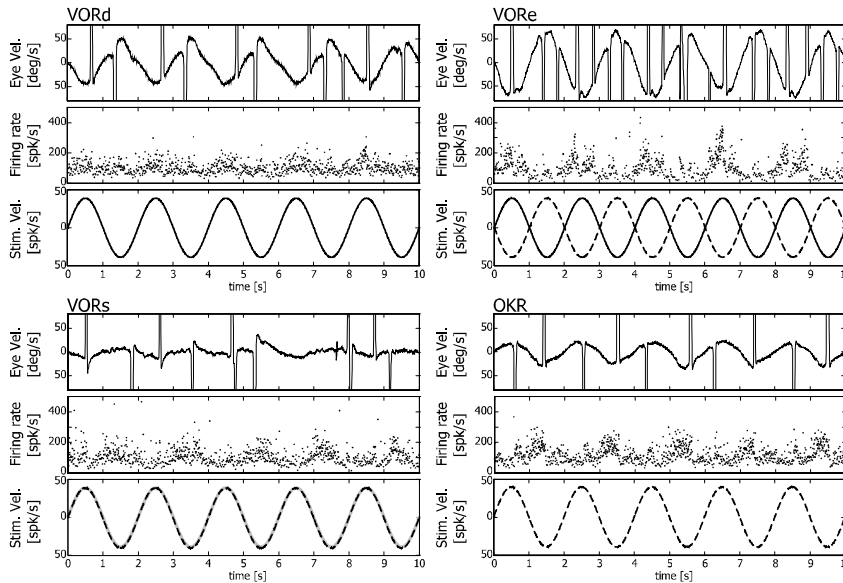 VORd
Eye Vel.
[deg/s]
50
0
50
Firing rate
[spk/s]
400
200
0
Stim. Vel.
[spk/s]
50
0
50
0 1 2 3 4 5 6 7 8 9 10
time [s]
VORe
Eye Vel.
[deg/s]
50
0
50
Firing rate
[spk/s]
400
200
0
Stim. Vel.
[spk/s]
50
0
50
0 1 2 3 4 5 6 7 8 9 10
time [s]
VORs
Eye Vel.
[deg/s]
50
0
50
Firing rate
[spk/s]
400
200
0
Stim. Vel.
[spk/s]
50
0
50
0 1 2 3 4 5 6 7 8 9 10
time [s]
OKR
Eye Vel.
[deg/s]
50
0
50
Firing rate
[spk/s]
400
200
0
Stim. Vel.
[spk/s]
50
0
50
0 1 2 3 4 5 6 7 8 9 10
time [s]